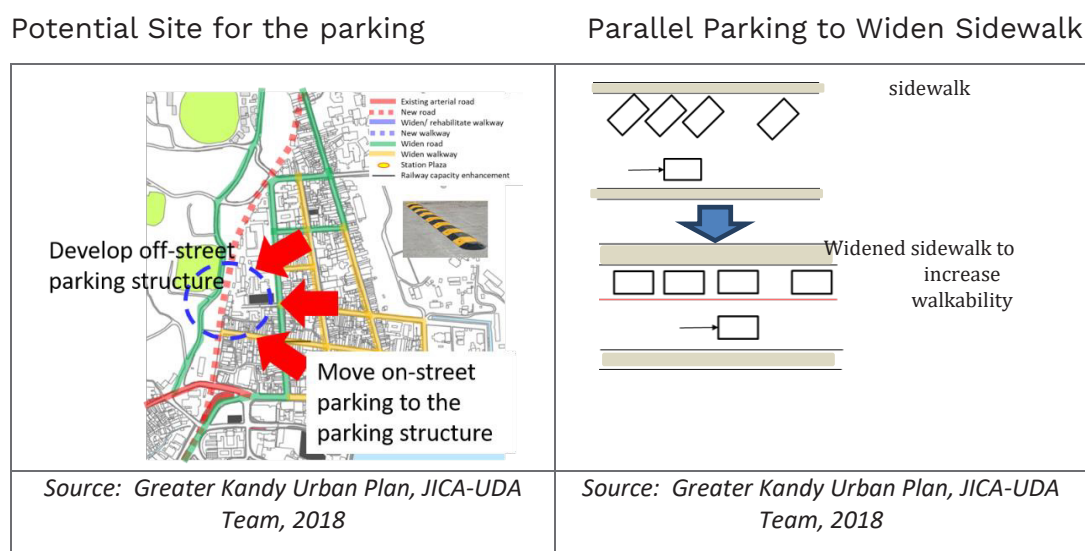 Potential Site for the parking
Parallel Parking to Widen Sidewalk
Existing arterial road
New road
Widen/ rehabilitate walkway
New walkway
Widen road
Widen walkway
Station Plaza
Railway capacity enhancement
Develop off-street
parking structure
Move on-street
parking to the
parking structure
sidewalk
Widened sidewalk to
increase
walkability
Source: Greater Kandy Urban Plan, JICA-UDA
Team, 2018
Source: Greater Kandy Urban Plan, JICA-UDA
Team, 2018